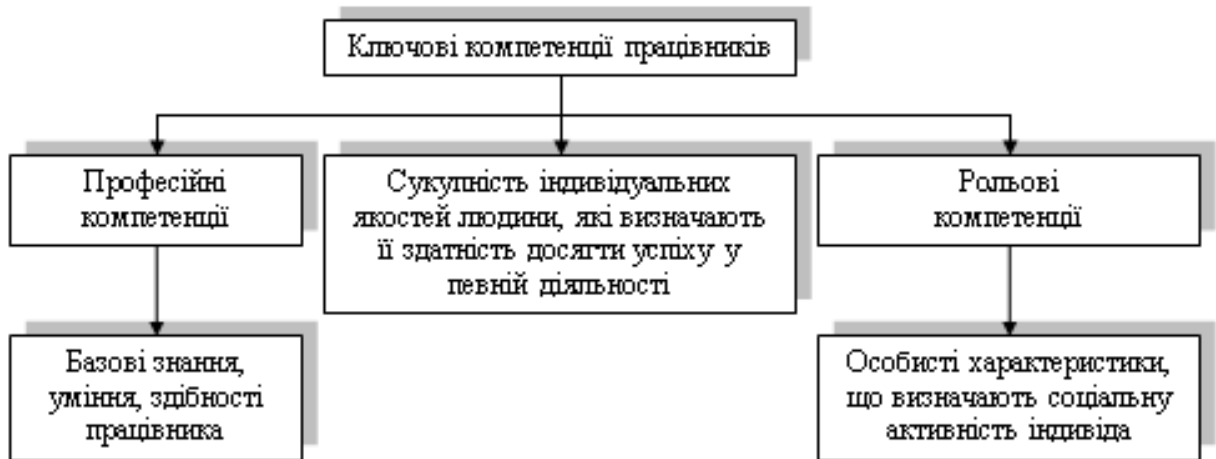 Ключові компетенції працівників
Професійні
компетенції
Сукупність індивідуальних
якостей людини, які визначають
її здатність досягти успіху у
певній діяльності
Рольові
компетенції
Базові знання,
уміння, здібності
працівника
Особисті характеристики,
що визначають соціальну
активність індивіда